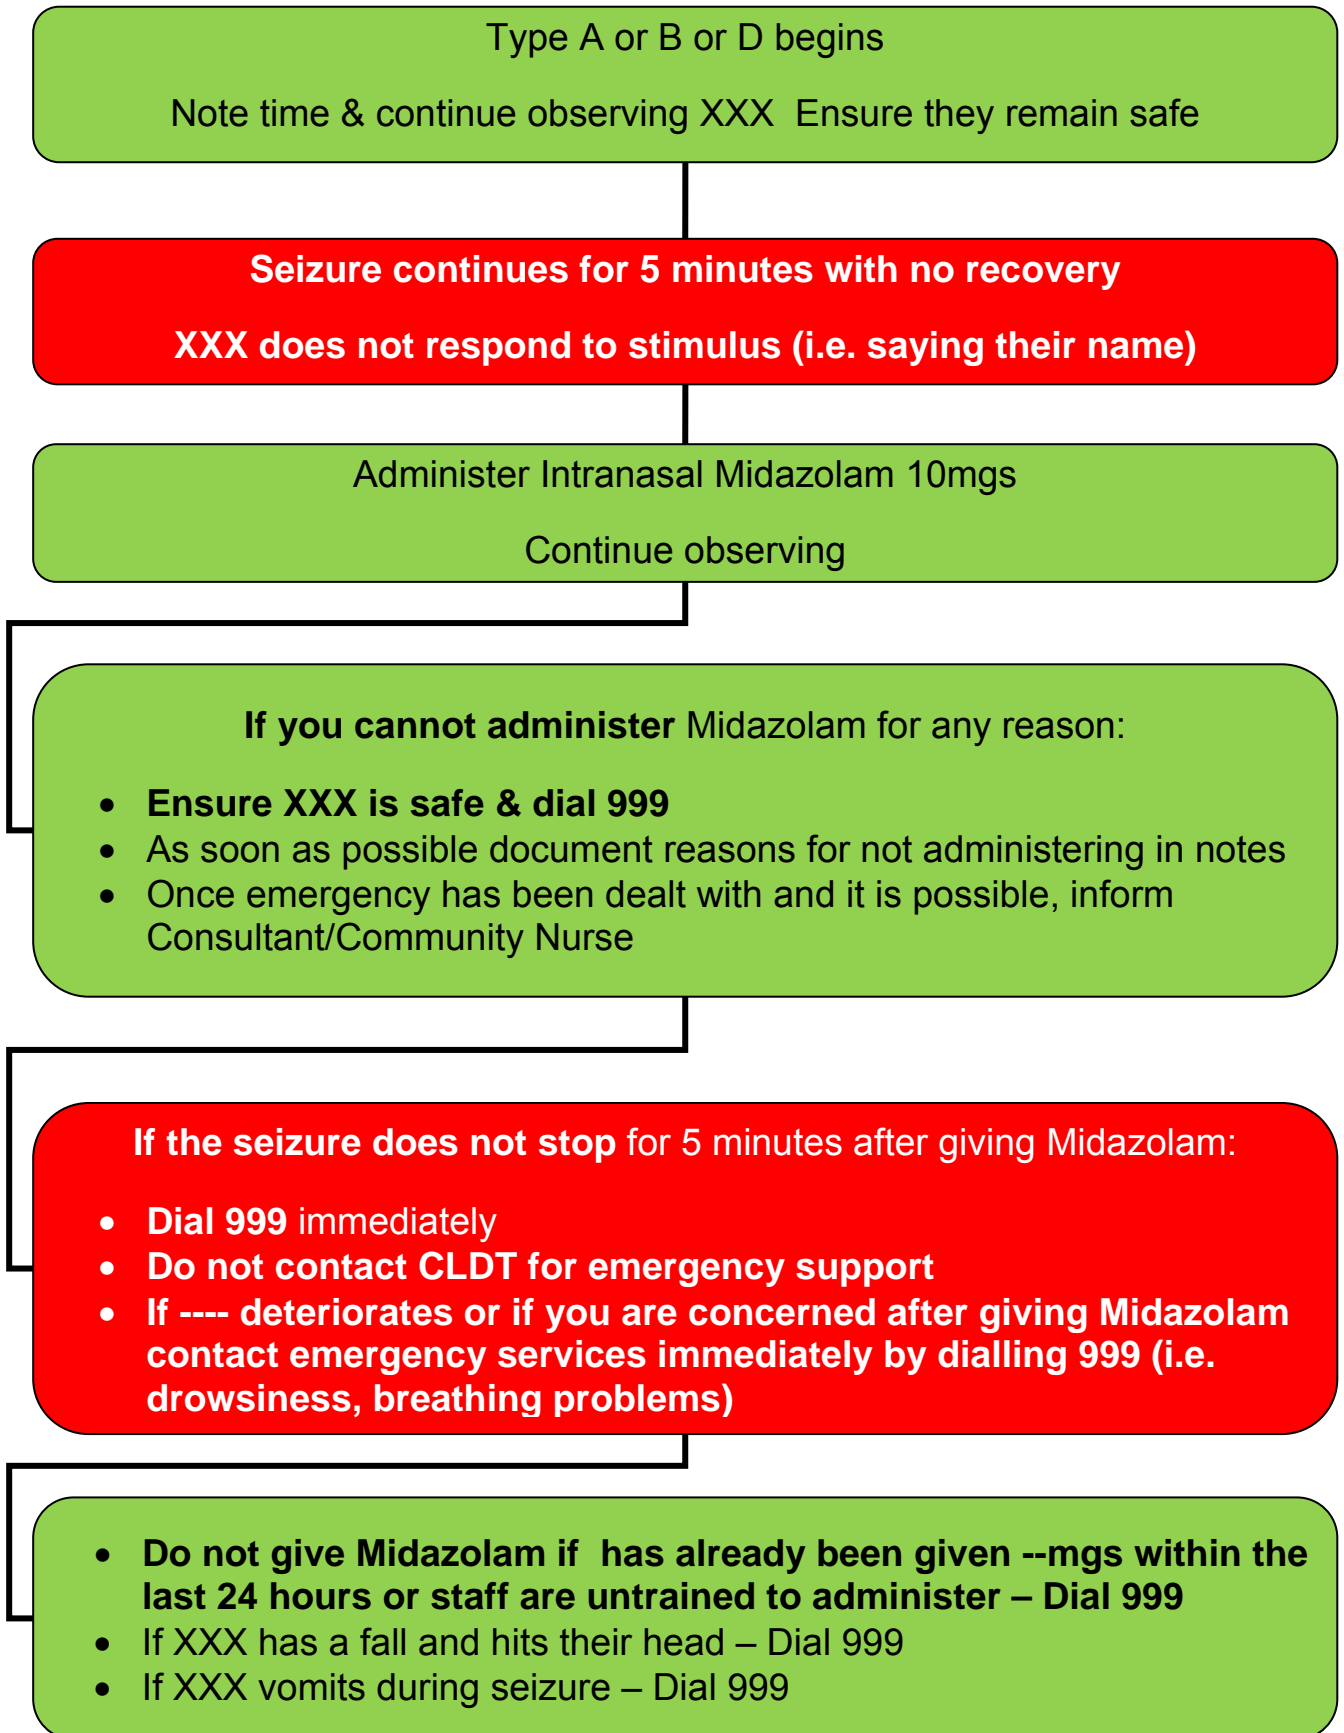 Type A or B or D begins
Note time & continue observing XXX  Ensure they remain safe
Seizure continues for 5 minutes with no recovery
XXX does not respond to stimulus (i.e. saying their name)
Administer Intranasal Midazolam 10mgs
Continue observing
If you cannot administer Midazolam for any reason:
• Ensure XXX is safe & dial 999
• As soon as possible document reasons for not administering in notes
• Once emergency has been dealt with and it is possible, inform
Consultant/Community Nurse
If the seizure does not stop for 5 minutes after giving Midazolam:
• Dial 999 immediately
• Do not contact CLDT for emergency support
• If ---- deteriorates or if you are concerned after giving Midazolam
contact emergency services immediately by dialling 999 (i.e.
drowsiness, breathing problems)
• Do not give Midazolam if  has already been given --mgs within the
last 24 hours or staff are untrained to administer – Dial 999
• If XXX has a fall and hits their head – Dial 999
• If XXX vomits during seizure – Dial 999